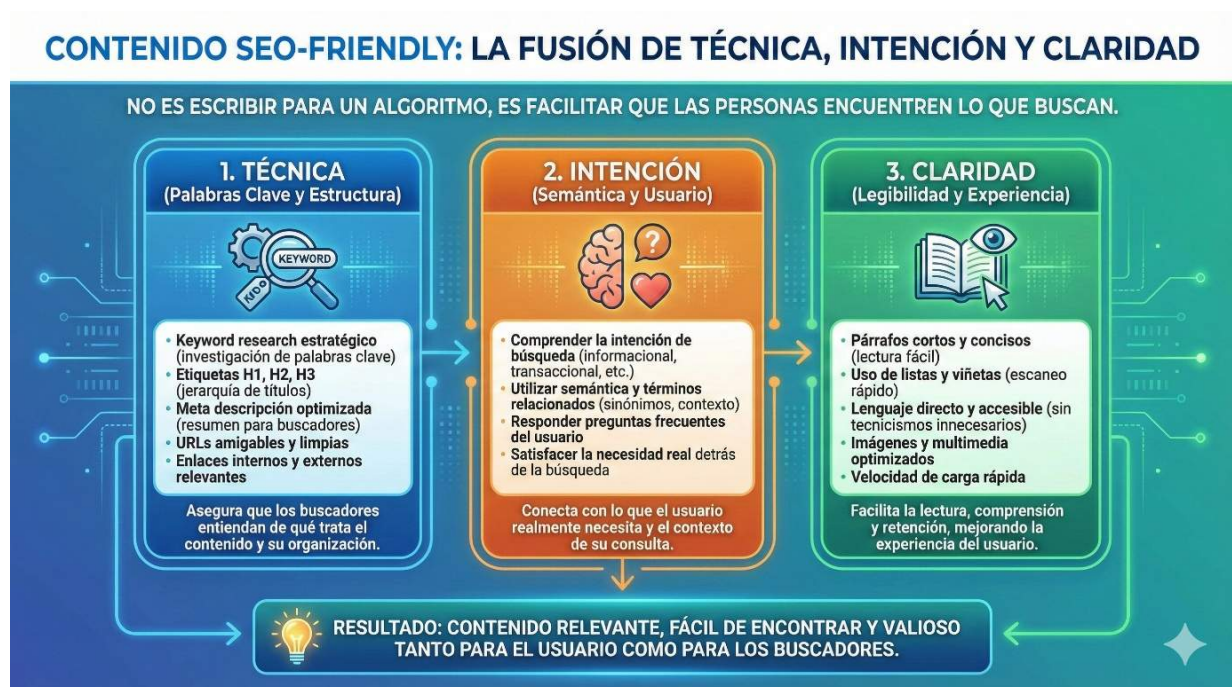 CONTENIDO SEO-FRIENDLY: LA FUSIÓN DE TÉCNICA, INTENCIÓN Y CLARIDAD
NO ES ESCRIBIR PARA UN ALGORITMO, ES FACILITAR QUE LAS PERSONAS ENCUENTREN LO QUE BUSCAN.
1. TÉCNICA
(Palabras Clave y Estructura)
KEYWORD
• Keyword research estratégico
(investigación de palabras clave)
• Etiquetas H1, H2, H3
(jerarquía de títulos)
• Meta descripción optimizada
(resumen para buscadores)
• URLs amigables y limpias
• Enlaces internos y externos
relevantes
Asegura que los buscadores
entiendan de qué trata el
contenido y su organización.
2. INTENCIÓN
(Semántica y Usuario)
?
• Comprender la intención de
búsqueda (informacional,
transaccional, etc.)
• Utilizar semántica y términos
relacionados (sinónimos, contexto)
• Responder preguntas frecuentes
del usuario
• Satisfacer la necesidad real detrás
de la búsqueda
Conecta con lo que el usuario
realmente necesita y el contexto
de su consulta.
3. CLARIDAD
(Legibilidad y Experiencia)
• Párrafos cortos y concisos
(lectura fácil)
• Uso de listas y viñetas (escaneo
rápido)
• Lenguaje directo y accesible (sin
tecnicismos innecesarios)
• Imágenes y multimedia
optimizados
• Velocidad de carga rápida
Facilita la lectura, comprensión
y retención, mejorando la
experiencia del usuario.
RESULTADO: CONTENIDO RELEVANTE, FÁCIL DE ENCONTRAR Y VALIOSO
TANTO PARA EL USUARIO COMO PARA LOS BUSCADORES.